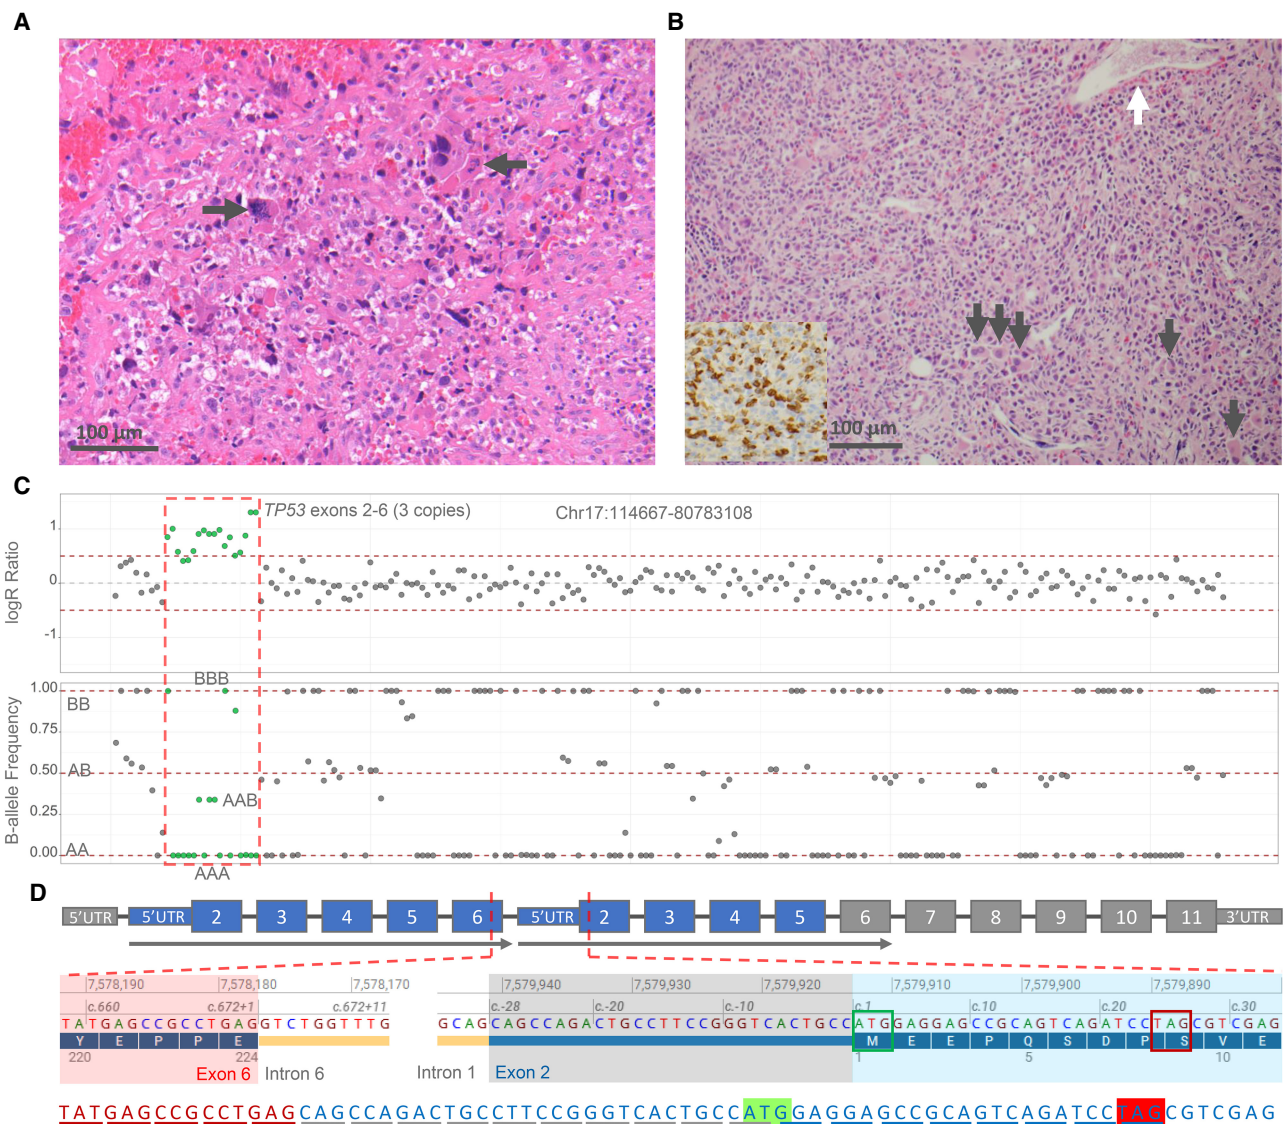 A
B
100 µm
100 µm
C
TP53 exons 2-6 (3 copies)
Chr17:114667-80783108
logR Ratio
1
0
-1
B-allele Frequency
1.00
0.75
0.50
0.25
0.00
BB
AB
AA
BBB
AAB
AAA
D
5'UTR 5'UTR 2 3 4 5 6 5'UTR 2 3 4 5 6 7 8 9 10 11 3'UTR
7,578,190 7,578,180 7,578,170 7,579,940 7,579,930 7,579,920 7,579,910 7,579,900 7,579,890
c.660 c.672+1 c.672+11 c.-28 c.-20 c.-10 c.1 c.10 c.20 c.30
TATGAGCCGCCTGAGGTCTGGTTTG GCAGCAGCCAGACTGCCTTCCGGGTCACTGCCATGGAGGAGCCGCAGTCAGATCCTAGCGTCGAG
Y E P P E M E E P Q S D P S V E
220 224 1 5 10
Exon 6 Intron 6 Intron 1 Exon 2
TATGAGCCGCCTGAGCAGCCAGACTGCCTTCCGGGTCACTGCCATGGAGGAGCCGCAGTCAGATCCTAGCGTCGAG